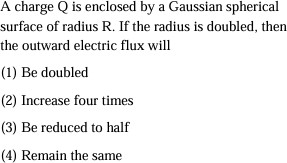 A charge Q is enclosed by a Gaussian spherical
surface of radius R. If the radius is doubled, then
the outward electric flux will
(1) Be doubled
(2) Increase four times
(3) Be reduced to half
(4) Remain the same